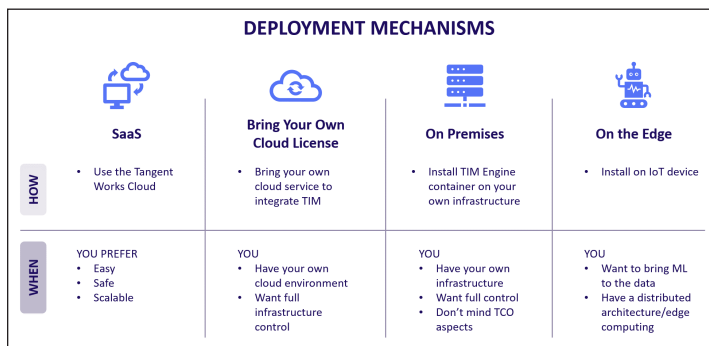 DEPLOYMENT MECHANISMS
SaaS
Bring Your Own
Cloud License
On Premises
On the Edge
HOW
• Use the Tangent
Works Cloud
• Bring your own
cloud service to
integrate TIM
• Install TIM Engine
container on your
own infrastructure
• Install on IoT device
WHEN
YOU PREFER
• Easy
• Safe
• Scalable
YOU
• Have your own
cloud environment
• Want full
infrastructure
control
YOU
• Have your own
infrastructure
• Want full control
• Don't mind TCO
aspects
YOU
• Want to bring ML
to the data
• Have a distributed
architecture/edge
computing